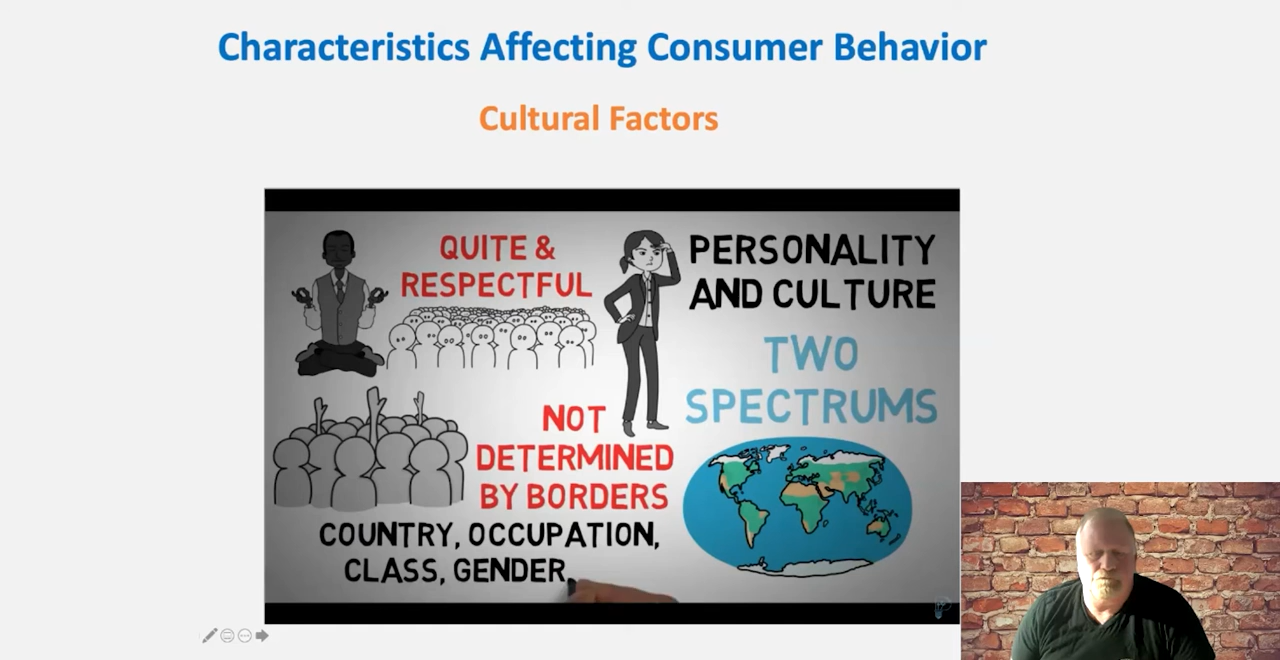 Characteristics Affecting Consumer Behavior
Cultural Factors
QUITE &
RESPECTFUL
PERSONALITY
AND CULTURE
TWO
SPECTRUMS
NOT
DETERMINED
BY BORDERS
COUNTRY, OCCUPATION,
CLASS, GENDER,